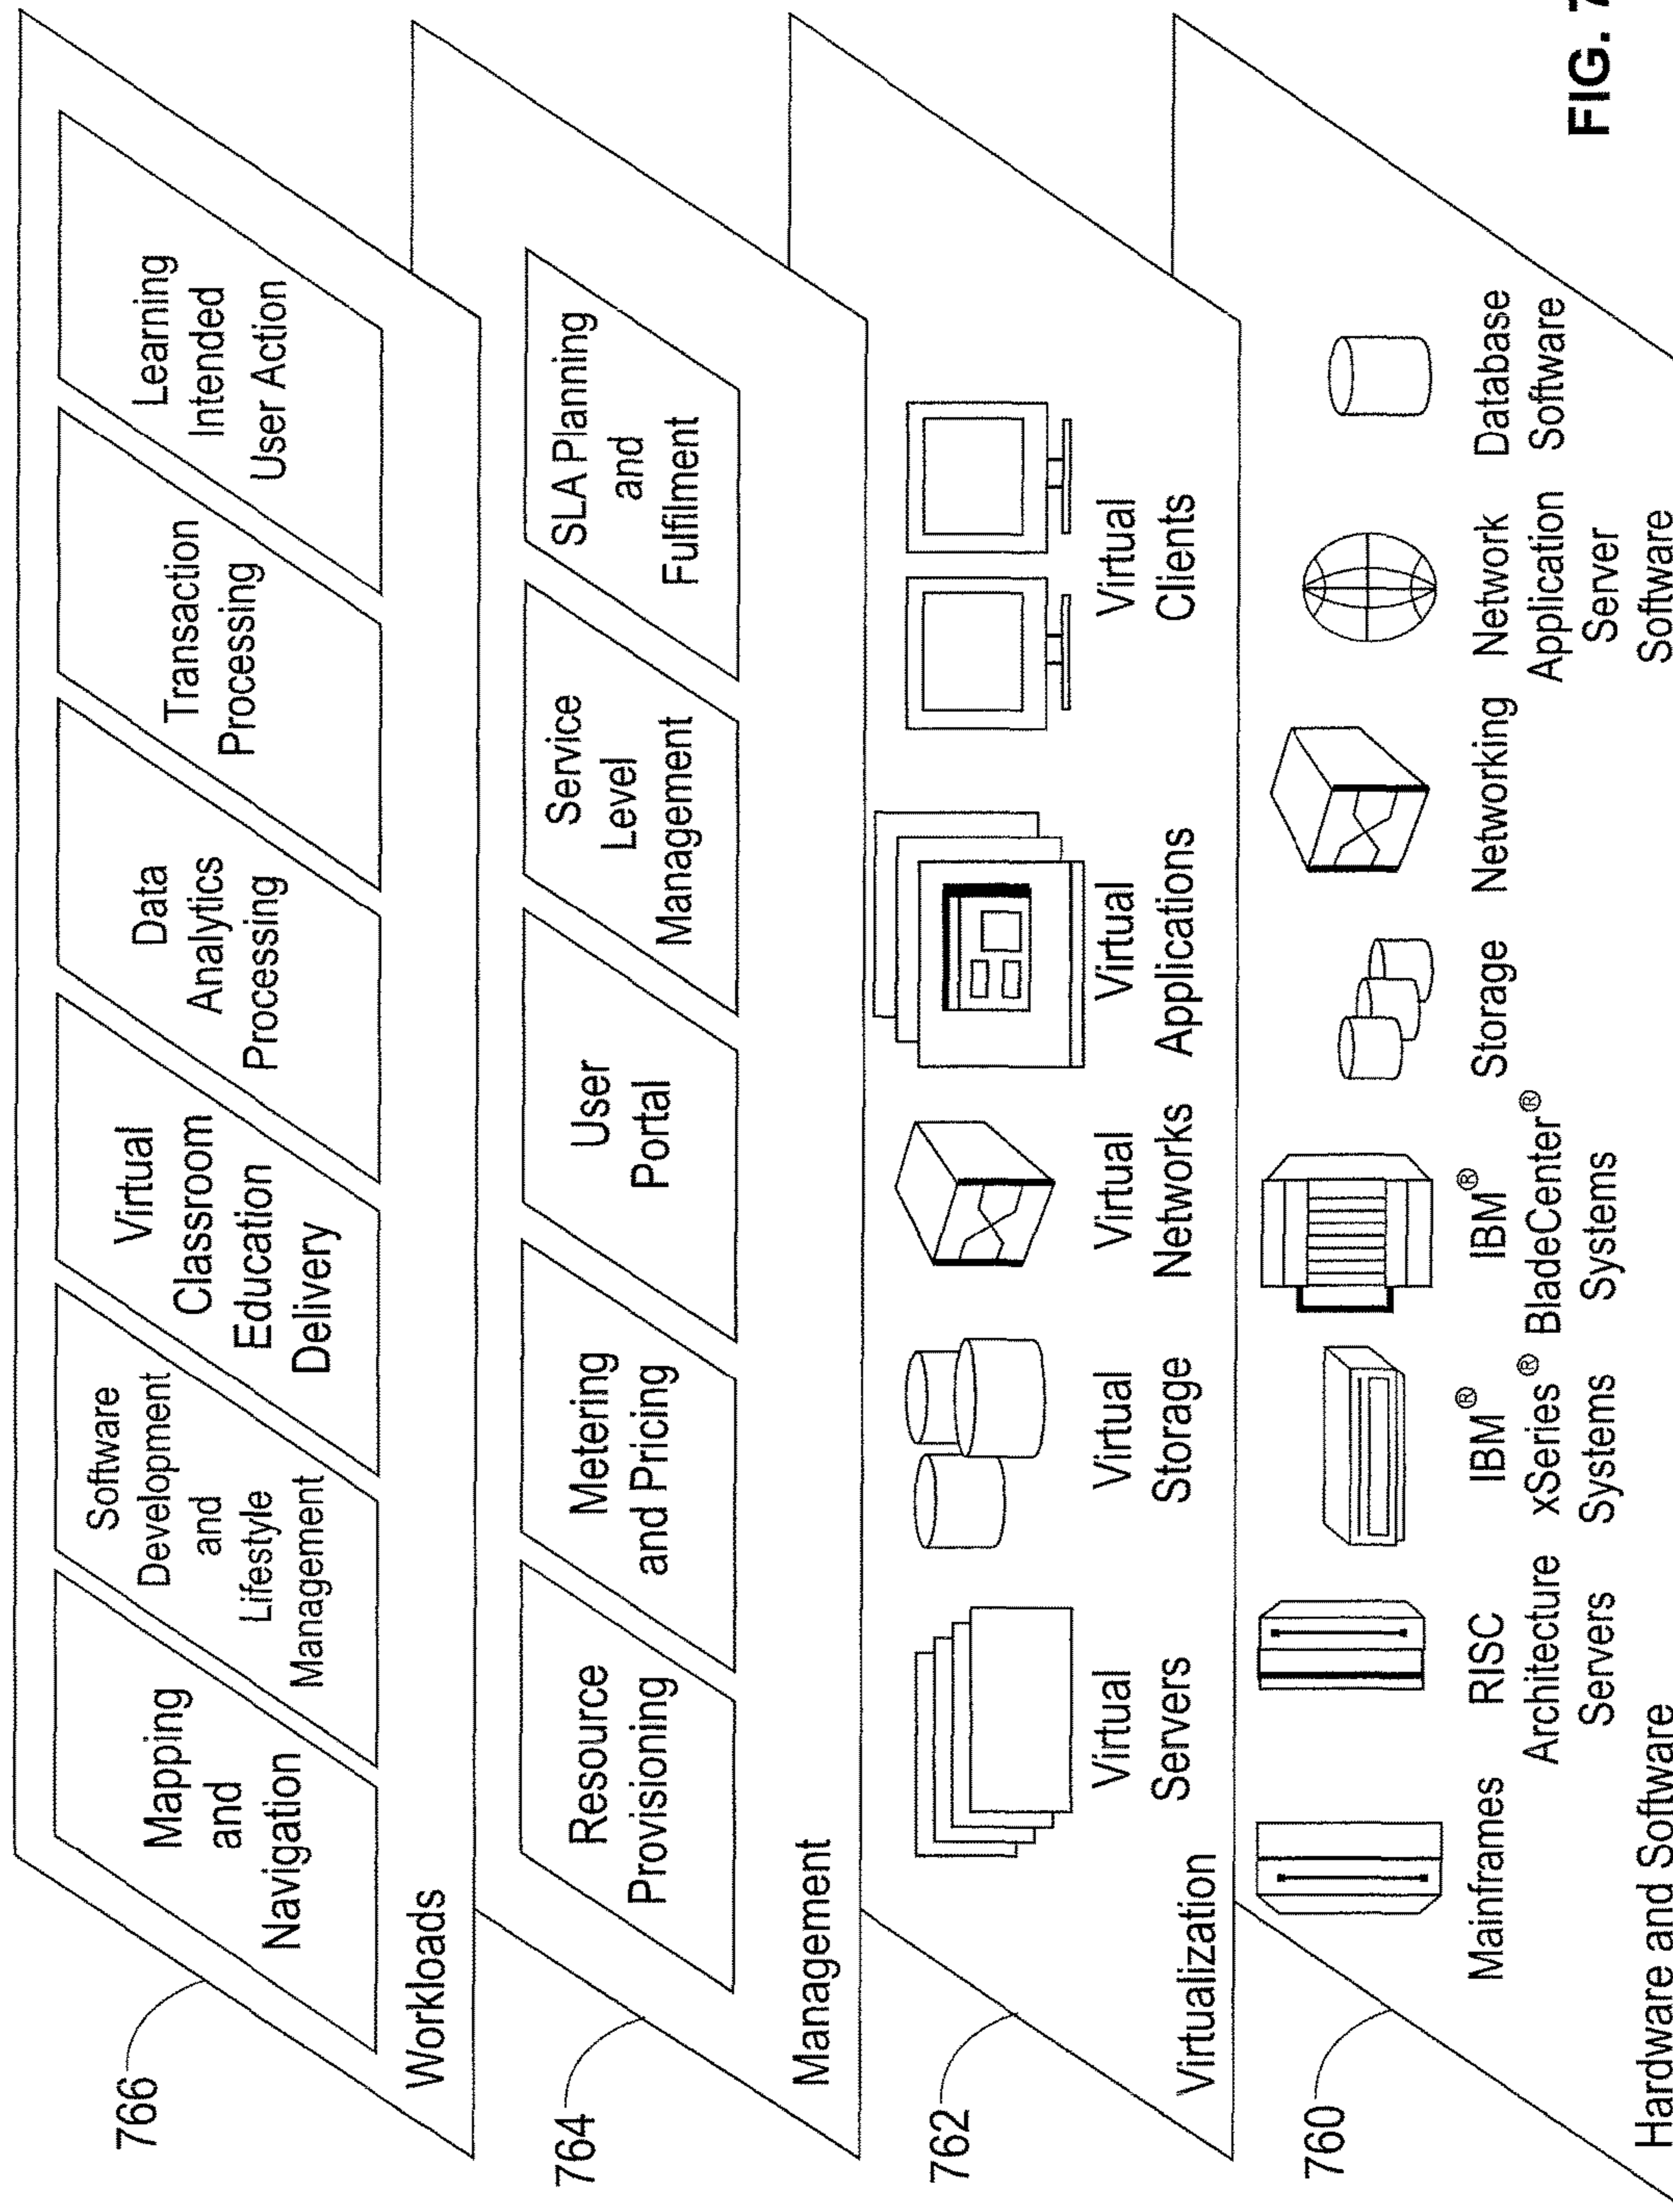 766
Mapping
and
Navigation
Software
Development
and
Lifestyle
Management
Virtual
Classroom
Education
Delivery
Data
Analytics
Processing
Transaction
Processing
Learning
Intended
User Action
Workloads
764
Resource
Provisioning
Metering
and Pricing
User
Portal
Service
Level
Management
SLA Planning
and
Fulfilment
Management
762
Virtual
Servers
Virtual
Storage
Virtual
Networks
Virtual
Applications
Virtual
Clients
Virtualization
760
Mainframes
RISC
Architecture
Servers
IBM®
xSeries®
Systems
IBM®
BladeCenter®
Systems
Storage
Networking
Network
Application
Server
Software
Database
Software
Hardware and Software
FIG. 7